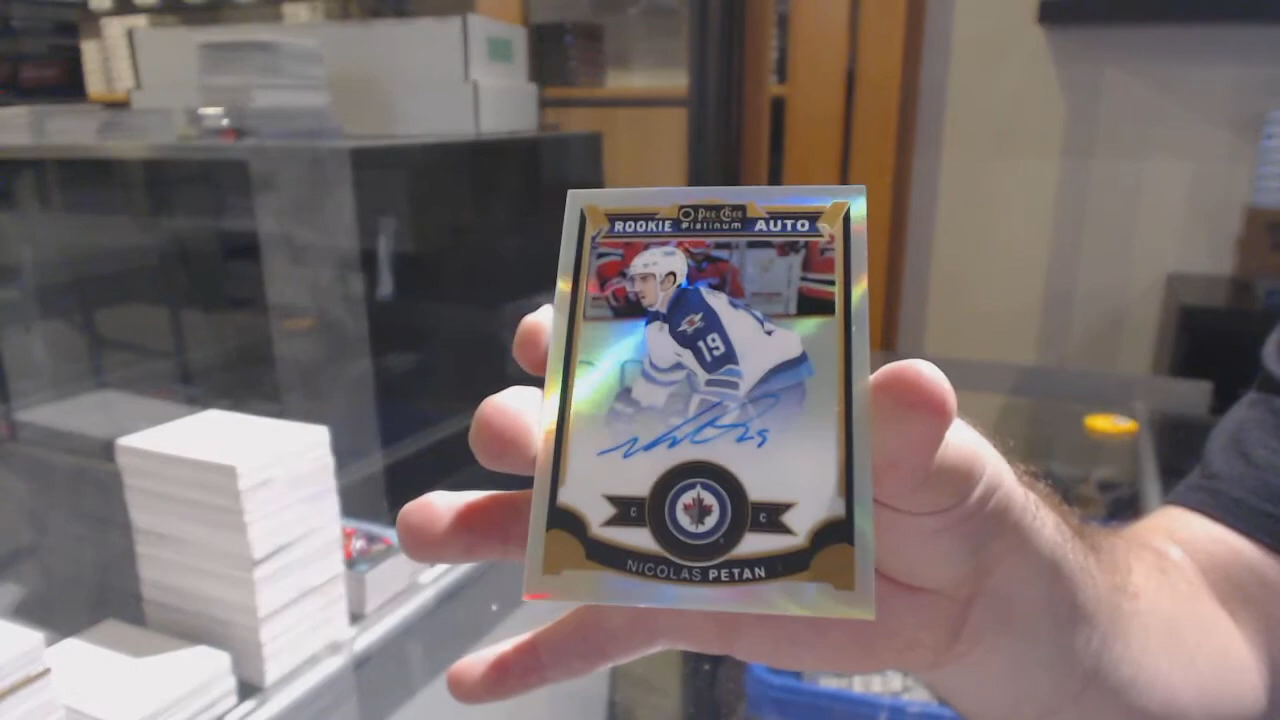 O-Pee-Chee
ROOKIE Platinum AUTO
19
C C
NICOLAS PETAN